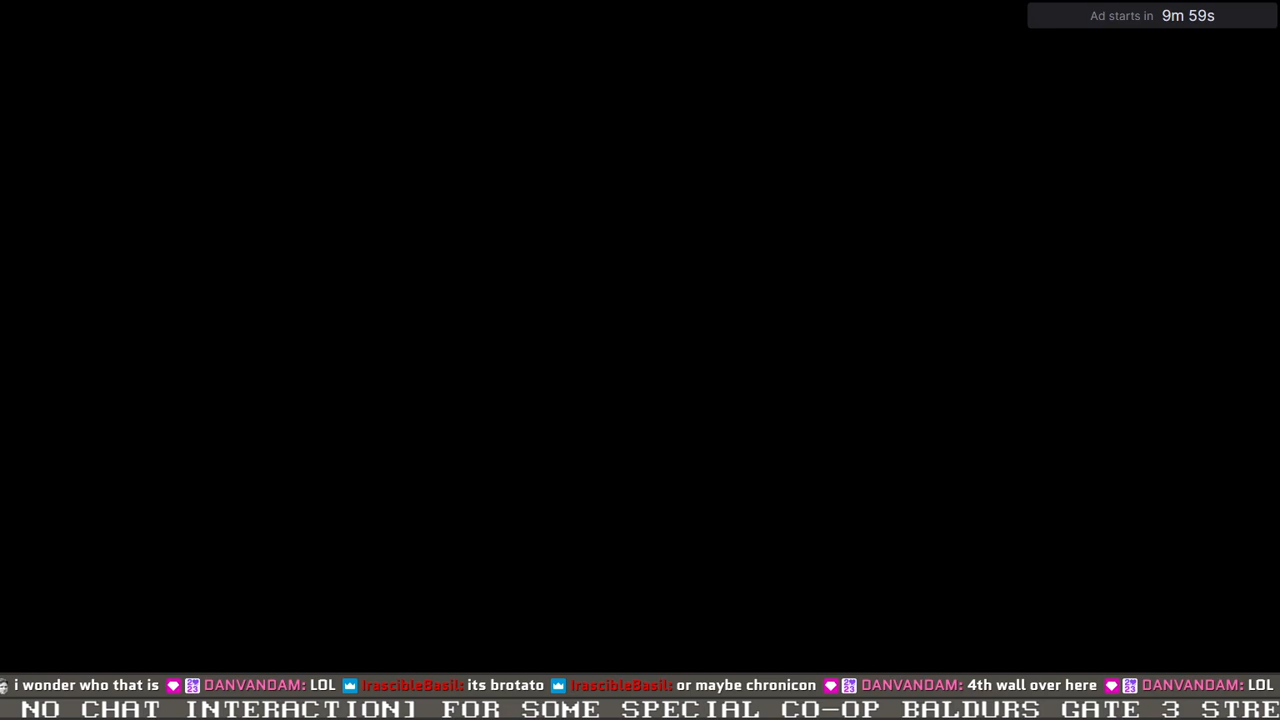 Ad starts in 9m 59s
i wonder who that is DANVANDAM: LOL IrascibleBasil: its brotato IrascibleBasil: or maybe chronicon DANVANDAM: 4th wall over here DANVANDAM: LOL
NO CHAT INTERACTION] FOR SOME SPECIAL CO-OP BALDURS GATE 3 STRE